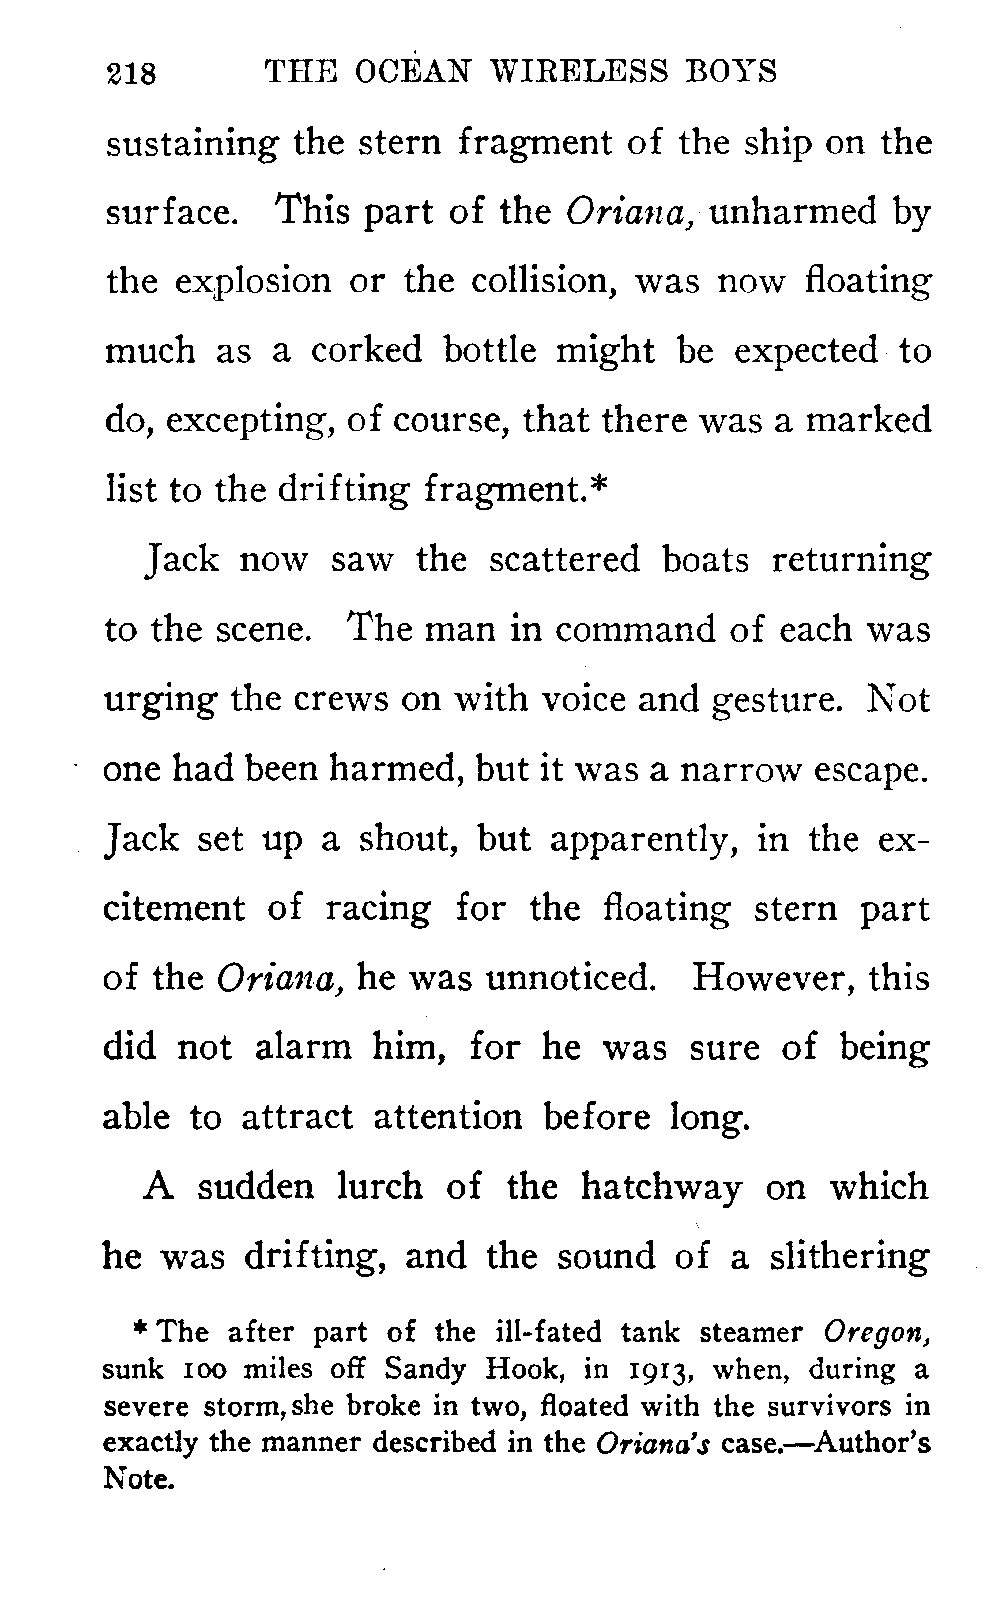 218 THE OCEAN WIRELESS BOYS
sustaining the stern fragment of the ship on the
surface. This part of the Oriana, unharmed by
the explosion or the collision, was now floating
much as a corked bottle might be expected to
do, excepting, of course, that there was a marked
list to the drifting fragment.*
Jack now saw the scattered boats returning
to the scene. The man in command of each was
urging the crews on with voice and gesture. Not
one had been harmed, but it was a narrow escape.
Jack set up a shout, but apparently, in the ex-
citement of racing for the floating stern part
of the Oriana, he was unnoticed. However, this
did not alarm him, for he was sure of being
able to attract attention before long.
A sudden lurch of the hatchway on which
he was drifting, and the sound of a slithering
* The after part of the ill-fated tank steamer Oregon,
sunk 100 miles off Sandy Hook, in 1913, when, during a
severe storm, she broke in two, floated with the survivors in
exactly the manner described in the Oriana's case.—Author's
Note.